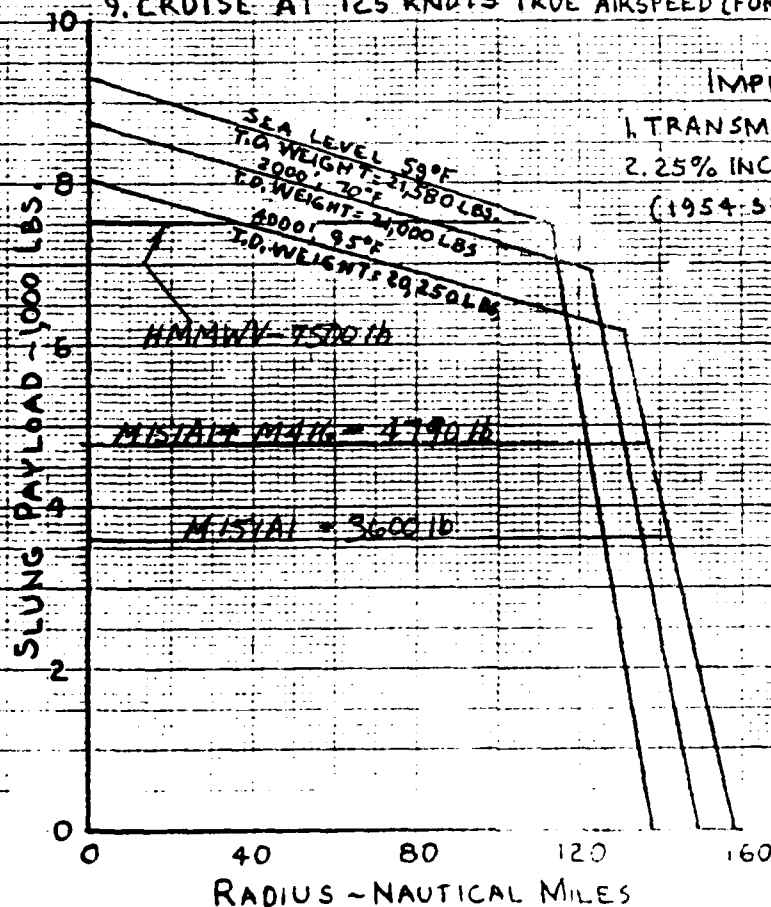 9. CRUISE AT 125 KNOTS TRUE AIRSPEED (FOR
10
IMP
1. TRANSM
2. 25% INC
(1954 S
SEA LEVEL 59°F
T.O. WEIGHT = 21,580 LBS.
2000', 70°F
T.O. WEIGHT = 21,000 LBS
4000', 95°F
T.O. WEIGHT = 20,250 LBS
8
HMMWV - 7500 lb
6
M151A1 + M416 = 4790 lb
4
M151A1 = 3600 lb
2
0
SLUNG PAYLOAD ~ 1,000 LBS.
0 40 80 120 160
RADIUS ~ NAUTICAL MILES